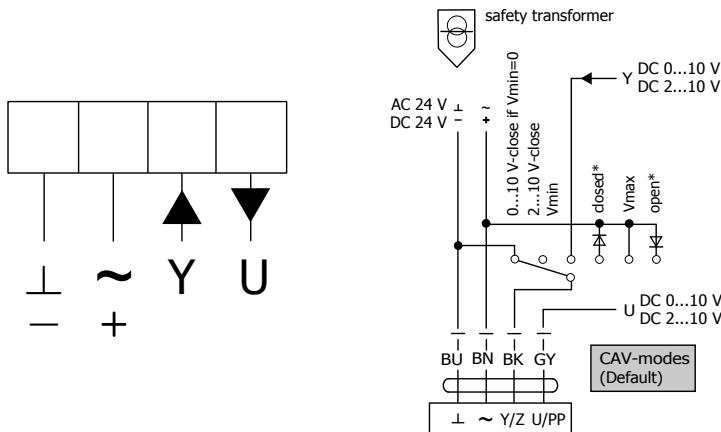 ⊥ ~ Y U
− +
safety transformer
Y DC 0...10 V
DC 2...10 V
AC 24 V ⊥ ~
DC 24 V − +
0...10 V-close if Vmin=0
2...10 V-close
Vmin
closed*
Vmax
open*
U DC 0...10 V
DC 2...10 V
BU BN BK GY
CAV-modes
(Default)
⊥ ~ Y/Z U/PP